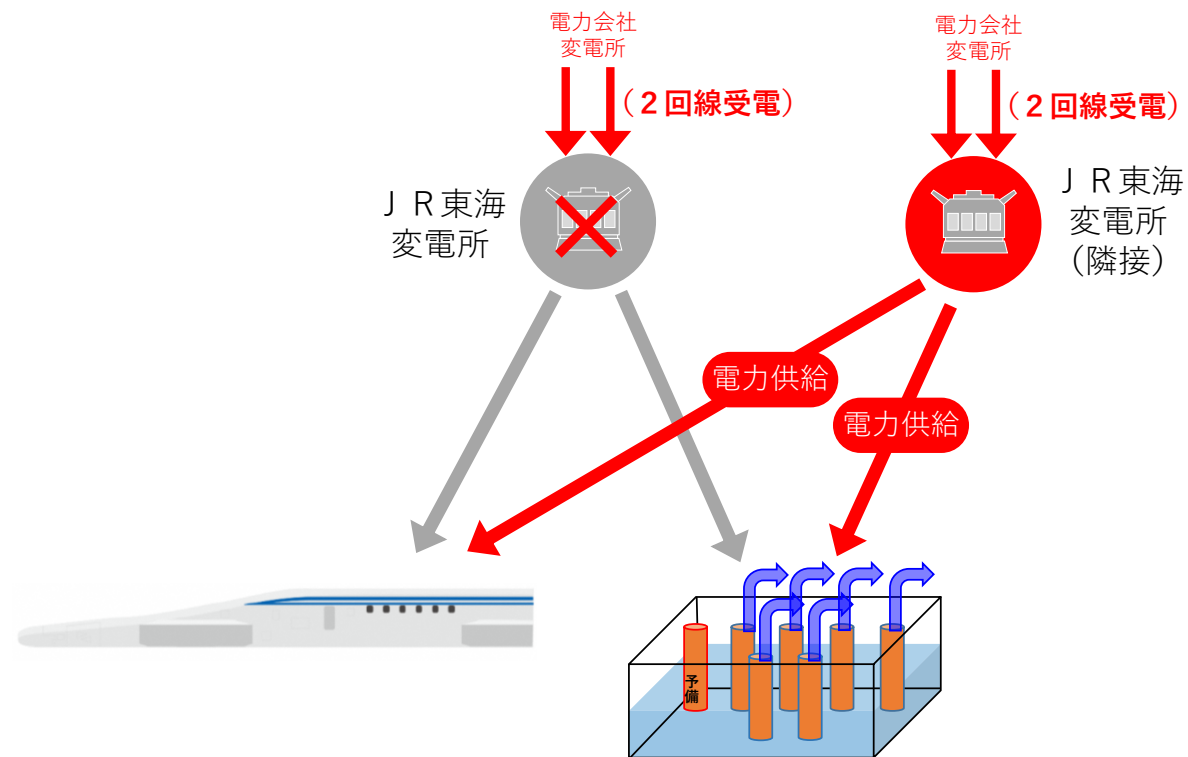 電力会社
変電所
（２回線受電）
ＪＲ東海
変電所
電力会社
変電所
（２回線受電）
ＪＲ東海
変電所
（隣接）
電力供給
電力供給
予
備